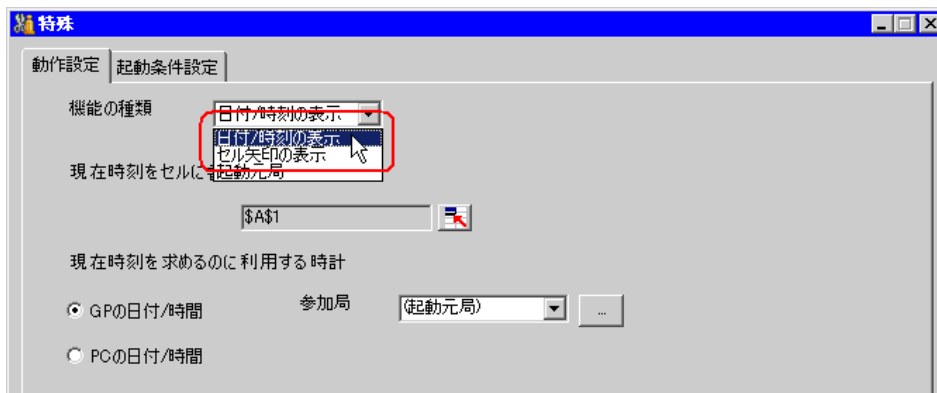 特殊
動作設定 起動条件設定
機能の種類 日付/時刻の表示
日付/時刻の表示
セル矢印の表示
現在時刻をセルに 起動元局
$A$1
現在時刻を求めるのに利用する時計
GPの日付/時間 参加局 (起動元局) ...
PCの日付/時間